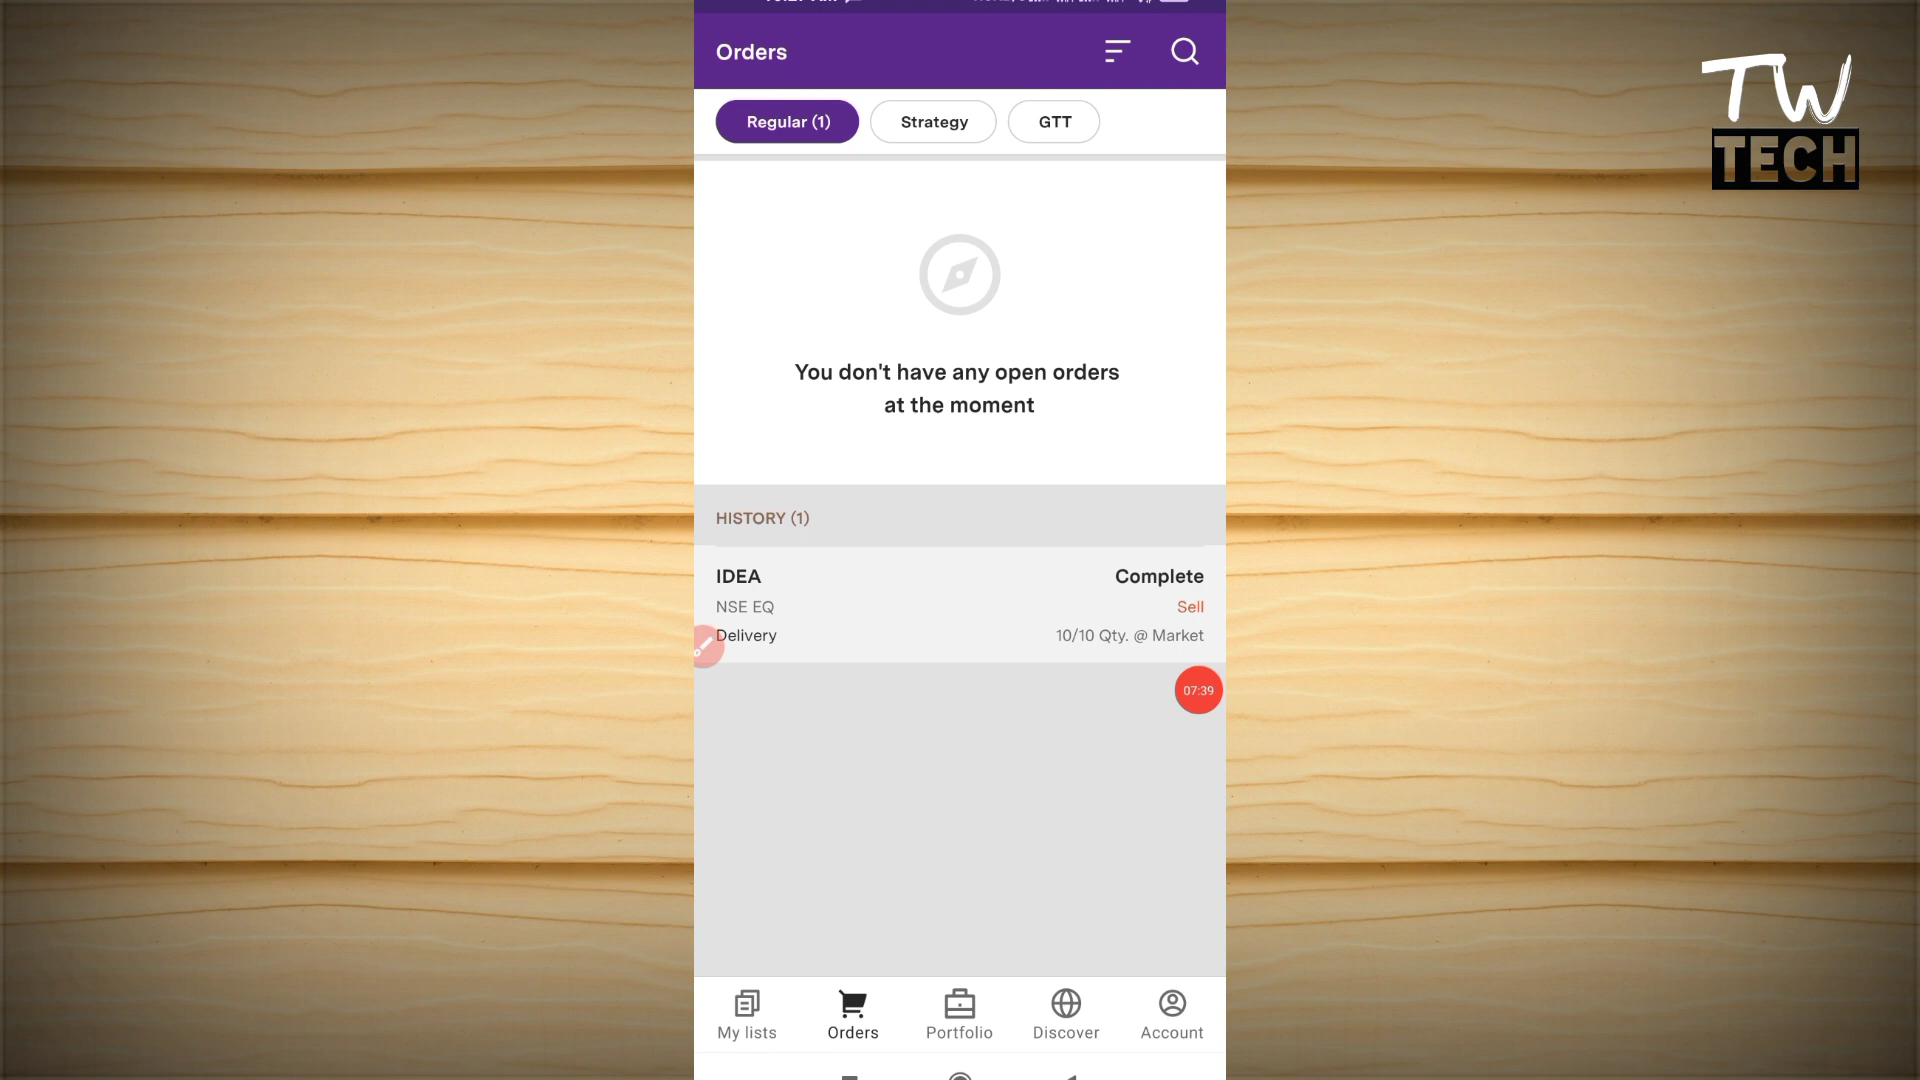 Orders
Regular (1)
Strategy
GTT
You don't have any open orders
at the moment
HISTORY (1)
IDEA
Complete
NSE EQ
Sell
Delivery
10/10 Qty. @ Market
07:39
My lists
Orders
Portfolio
Discover
Account
TW
TECH